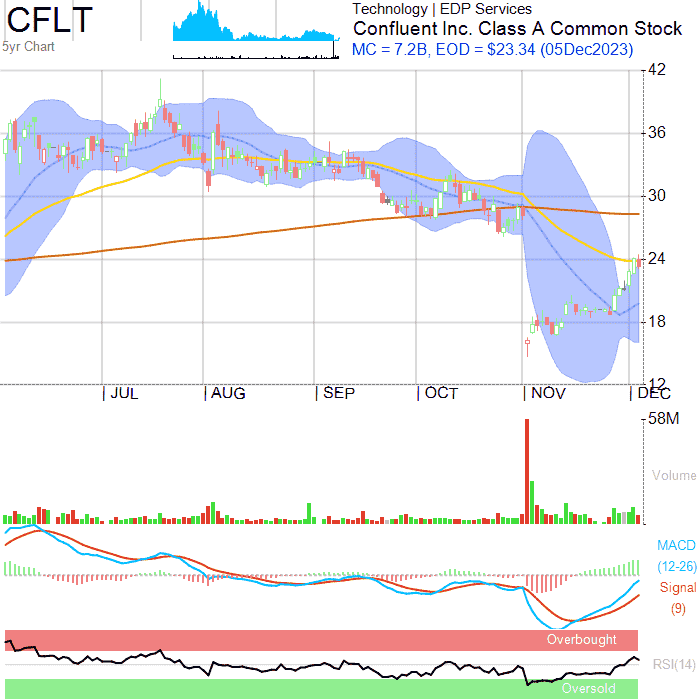 CFLT
5yr Chart
Technology | EDP Services
Confluent Inc. Class A Common Stock
MC = 7.2B, EOD = $23.34 (05Dec2023)
42
36
30
24
18
12
JUL
AUG
SEP
OCT
NOV
DEC
58M
Volume
MACD
(12-26)
Signal
(9)
Overbought
RSI(14)
Oversold